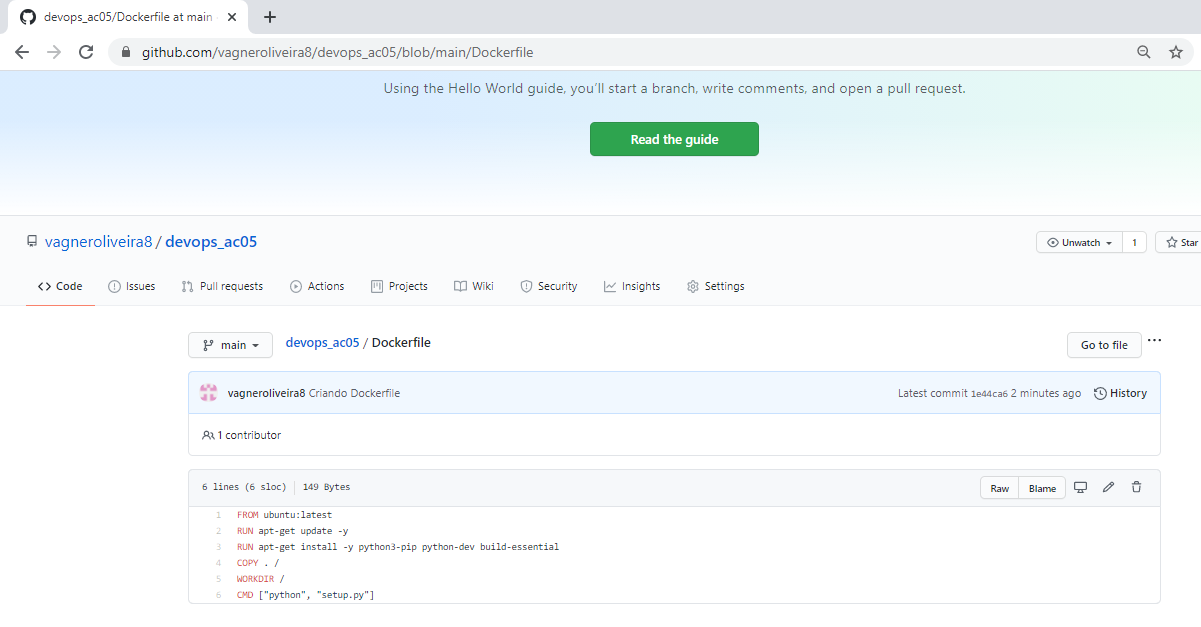 devops_ac05/Dockerfile at main
github.com/vagneroliveira8/devops_ac05/blob/main/Dockerfile
Using the Hello World guide, you’ll start a branch, write comments, and open a pull request.
Read the guide
vagneroliveira8 / devops_ac05
Unwatch 1 Star
Code Issues Pull requests Actions Projects Wiki Security Insights Settings
main devops_ac05 / Dockerfile Go to file ...
vagneroliveira8 Criando Dockerfile Latest commit 1e44ca6 2 minutes ago History
1 contributor
6 lines (6 sloc) 149 Bytes Raw Blame
1 FROM ubuntu:latest
2 RUN apt-get update -y
3 RUN apt-get install -y python3-pip python-dev build-essential
4 COPY . /
5 WORKDIR /
6 CMD ["python", "setup.py"]